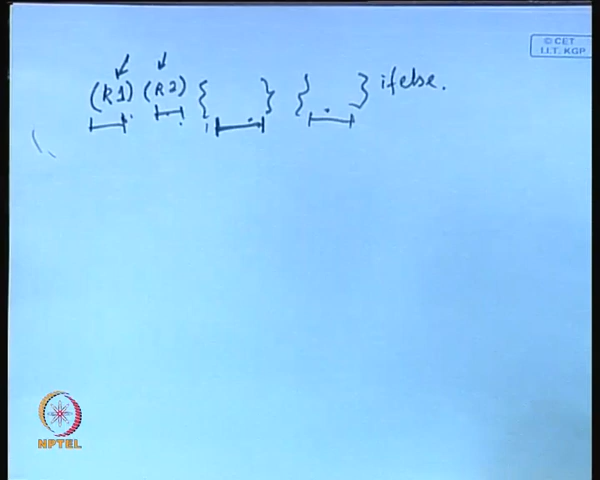 © CET
I.I.T. KGP
(R1) (R2) { } { } ifelse.
NPTEL